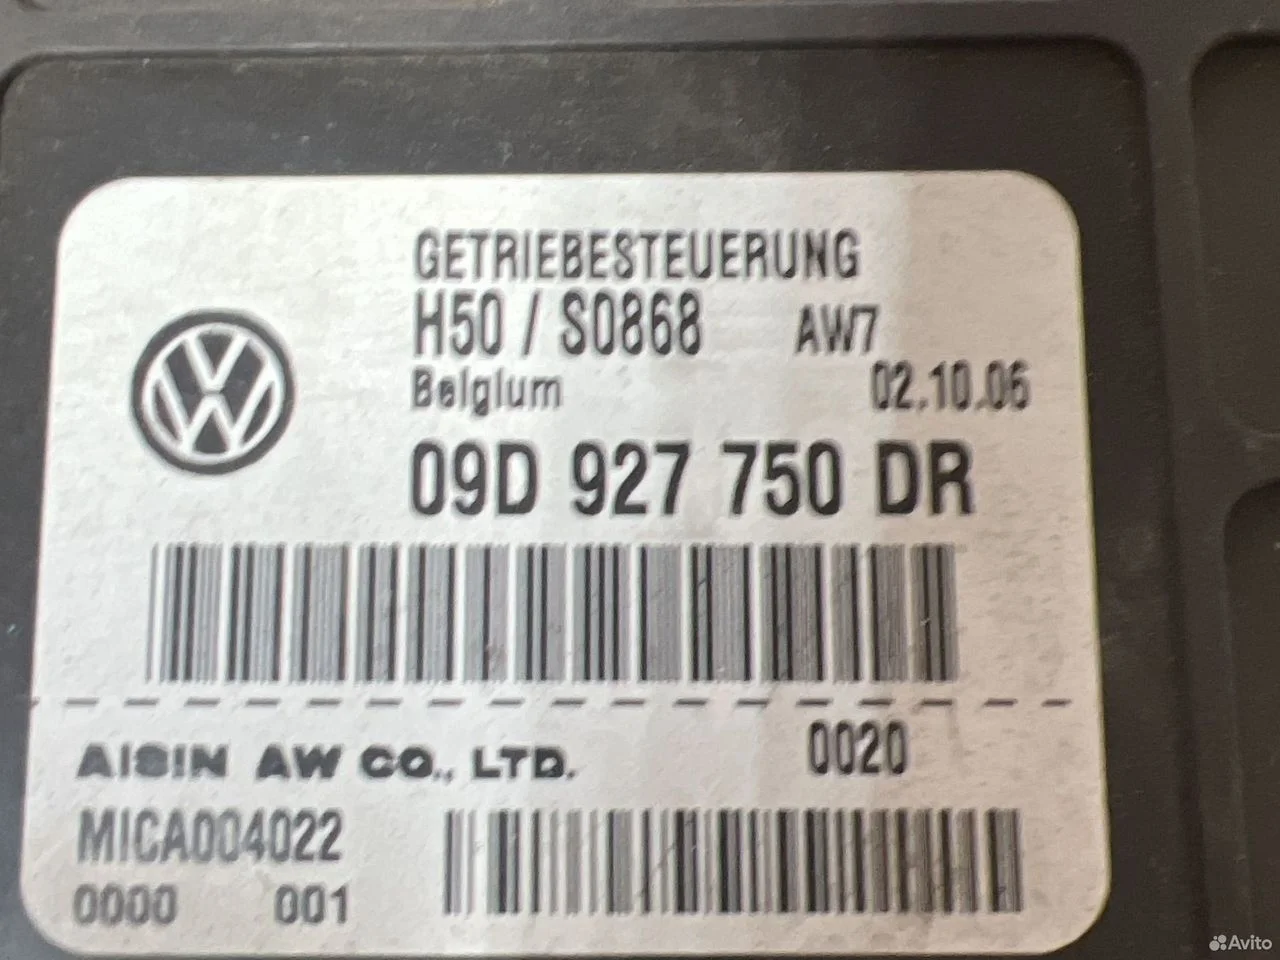 GETRIEBESTEUERUNG
H50 / S0868 AW7
Belgium 02.10.06
09D 927 750 DR
AISIN AW CO., LTD. 0020
MICA004022
0000 001
Avito